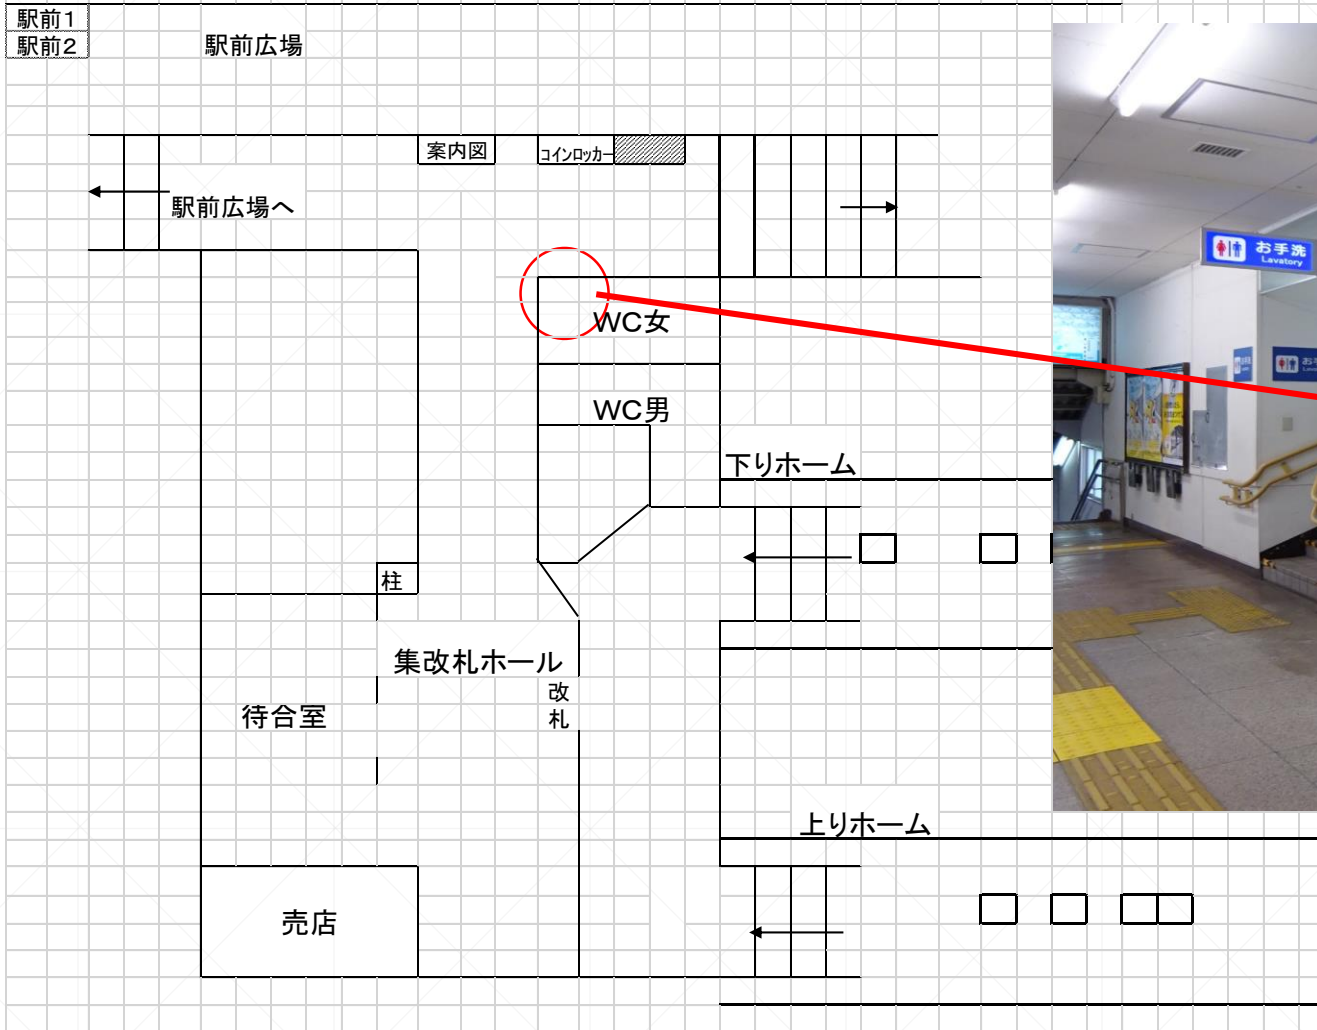 駅前1
駅前2
駅前広場
案内図
コインロッカー
駅前広場へ
お手洗
Lavatory
WC女
WC男
下りホーム
柱
集改札ホール
改
札
待合室
上りホーム
売店